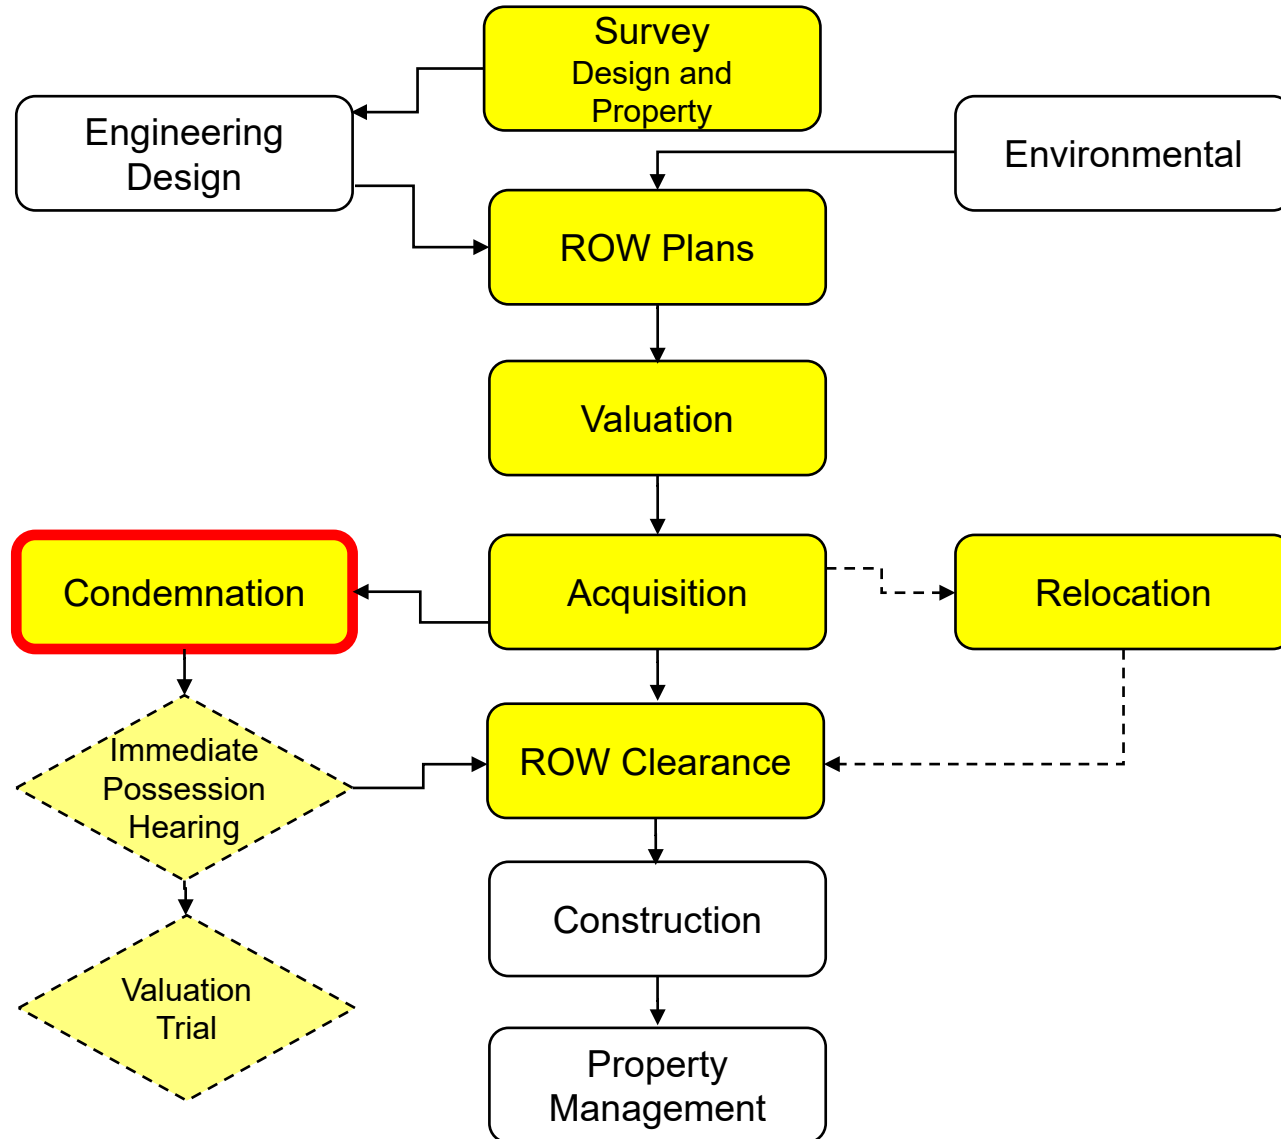 Survey
Design and
Property
Engineering
Design
Environmental
ROW Plans
Valuation
Condemnation
Acquisition
Relocation
Immediate
Possession
Hearing
ROW Clearance
Construction
Valuation
Trial
Property
Management